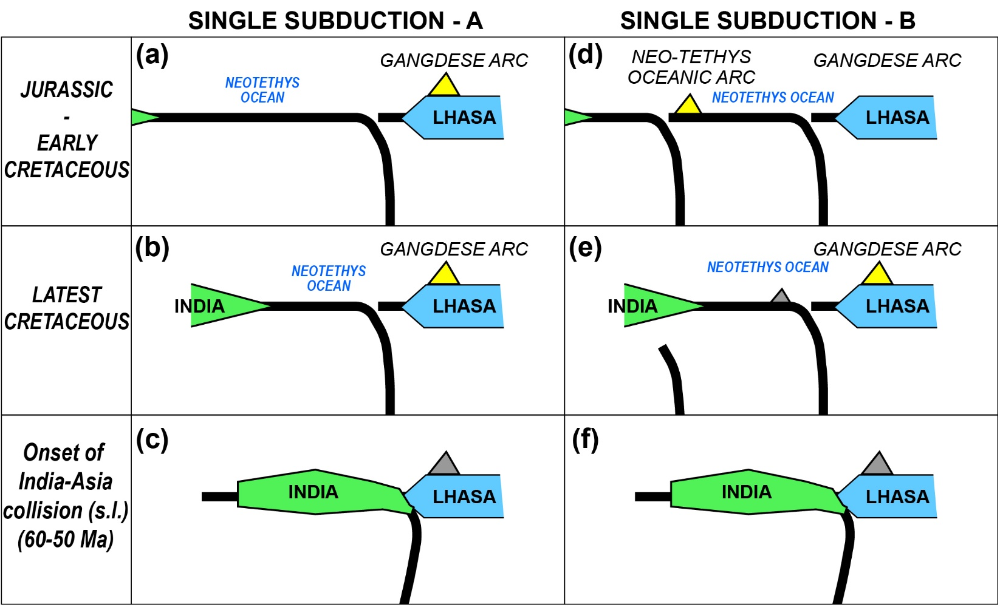 SINGLE SUBDUCTION - A
SINGLE SUBDUCTION - B
JURASSIC
-
EARLY
CRETACEOUS
(a)
GANGDESE ARC
NEOTETHYS
OCEAN
LHASA
(d)
NEO-TETHYS
OCEANIC ARC
GANGDESE ARC
NEOTETHYS OCEAN
LHASA
LATEST
CRETACEOUS
(b)
GANGDESE ARC
NEOTETHYS
OCEAN
INDIA
LHASA
(e)
GANGDESE ARC
NEOTETHYS OCEAN
INDIA
LHASA
Onset of
India-Asia
collision (s.l.)
(60-50 Ma)
(c)
INDIA
LHASA
(f)
INDIA
LHASA